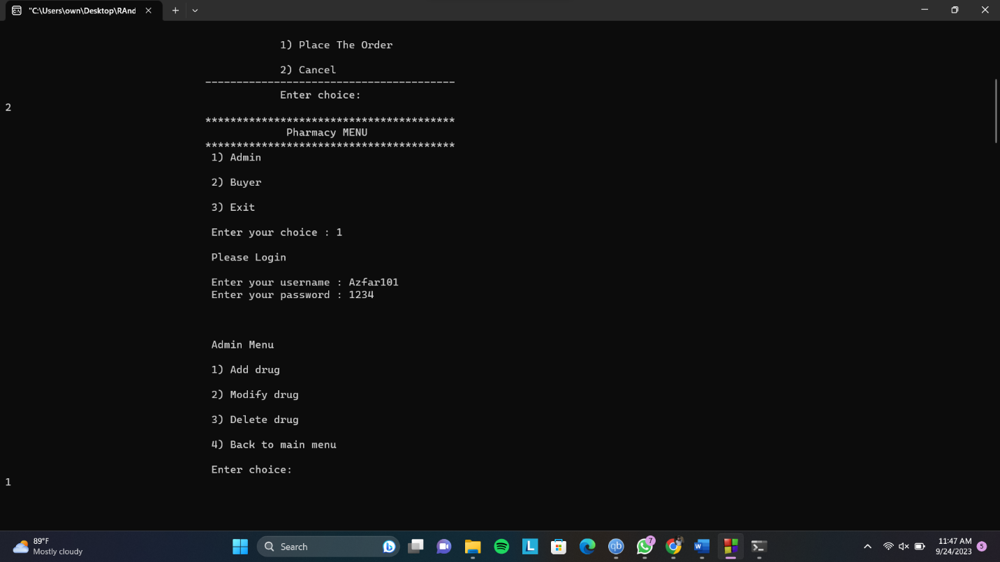 "C:\Users\own\Desktop\RAnd
1) Place The Order
2) Cancel
----------------------------------------
Enter choice:
2
****************************************
Pharmacy MENU
****************************************
1) Admin
2) Buyer
3) Exit
Enter your choice : 1
Please Login
Enter your username : Azfar101
Enter your password : 1234
Admin Menu
1) Add drug
2) Modify drug
3) Delete drug
4) Back to main menu
Enter choice:
1
89°F
Mostly cloudy
Search
L
qb
7
W
11:47 AM
9/24/2023
5